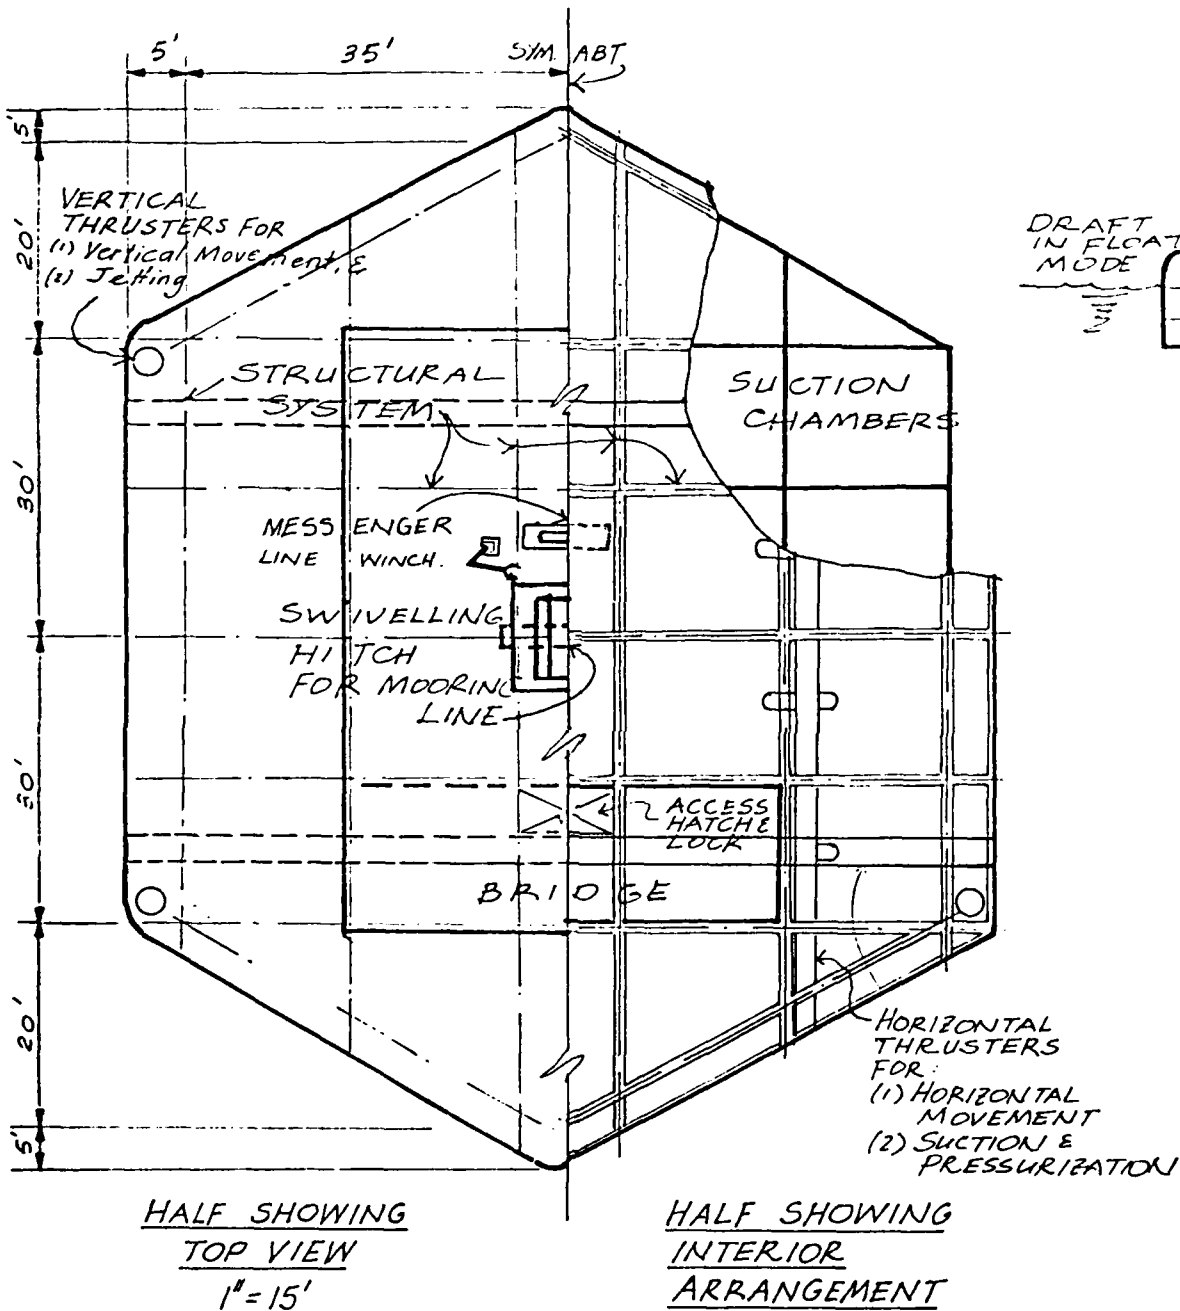 5'
35'
SYM. ABT
5'
20'
VERTICAL
THRUSTERS FOR
(1) Vertical Movement, &
(2) Jetting
DRAFT
IN FLOAT
MODE
STRUCTURAL
SYSTEM
SUCTION
CHAMBERS
30'
MESSENGER
LINE WINCH.
SWIVELLING
HITCH
FOR MOORING
LINE
30'
ACCESS
HATCH &
LOCK
BRIDGE
20'
HORIZONTAL
THRUSTERS
FOR:
(1) HORIZONTAL
MOVEMENT
(2) SUCTION &
PRESSURIZATION
5'
HALF SHOWING
TOP VIEW
1" = 15'
HALF SHOWING
INTERIOR
ARRANGEMENT